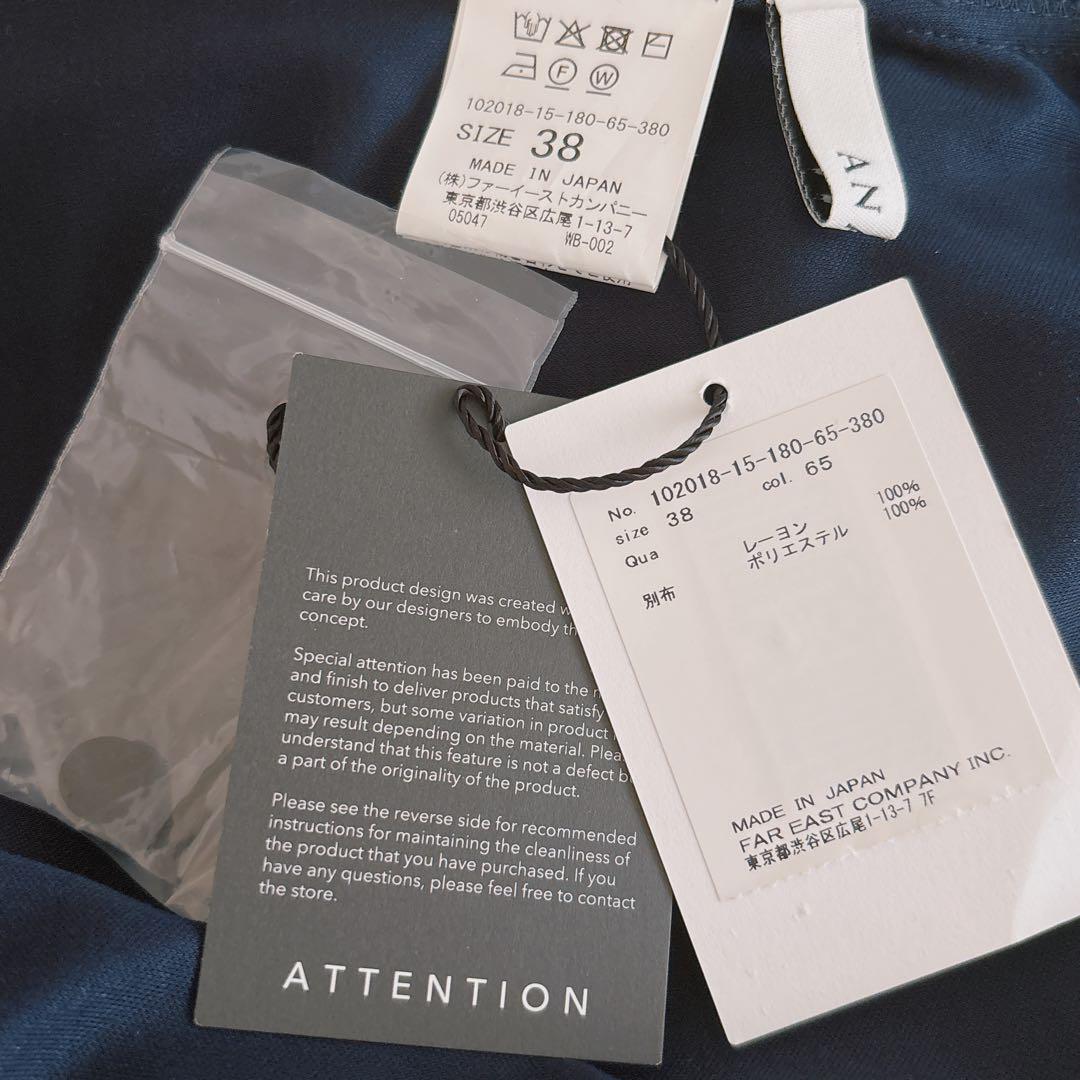 F W
102018-15-180-65-380
SIZE 38
MADE IN JAPAN
(株)ファーイーストカンパニー
東京都渋谷区広尾1-13-7
05047 WB-002
AN
No. 102018-15-180-65-380
size 38 col. 65
Qua レーヨン 100%
ポリエステル 100%
別布
MADE IN JAPAN
FAR EAST COMPANY INC.
東京都渋谷区広尾1-13-7 7F
This product design was created
care by our designers to embody
concept.
Special attention has been paid to the
and finish to deliver products that satisfy
customers, but some variation in product
may result depending on the material.
understand that this feature is not a defect
a part of the originality of the product.
Please see the reverse side for recommended
instructions for maintaining the cleanliness of
the product that you have purchased. If you
have any questions, please feel free to contact
the store.
ATTENTION